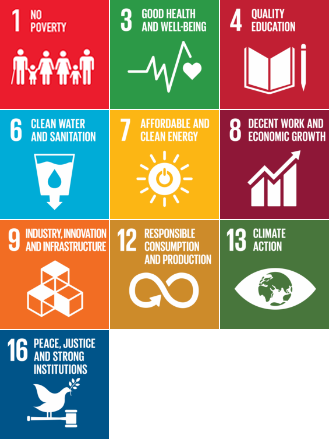 1 NO
POVERTY
3 GOOD HEALTH
AND WELL-BEING
4 QUALITY
EDUCATION
6 CLEAN WATER
AND SANITATION
7 AFFORDABLE AND
CLEAN ENERGY
8 DECENT WORK AND
ECONOMIC GROWTH
9 INDUSTRY, INNOVATION
AND INFRASTRUCTURE
12 RESPONSIBLE
CONSUMPTION
AND PRODUCTION
13 CLIMATE
ACTION
16 PEACE, JUSTICE
AND STRONG
INSTITUTIONS